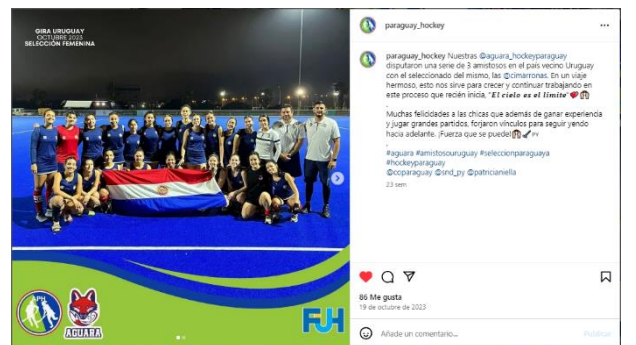 GIRA URUGUAY
OCTUBRE 2023
SELECCIÓN FEMENINA
APH
AGUARA
FUH
paraguay_hockey
paraguay_hockey Nuestras @aguara_hockeyparaguay
disputaron una serie de 3 amistosos en el país vecino Uruguay
con el seleccionado del mismo, las @cimarronas. En un viaje
hermoso, esto nos sirve para crecer y continuar trabajando en
este proceso que recién inicia, "El cielo es el limite"
.
Muchas felicidades a las chicas que además de ganar experiencia
y jugar grandes partidos, forjaron vínculos para seguir yendo
hacia adelante. ¡Fuerza que se puede!
.
#aguara #amistosouruguay #seleccionparaguaya
#hockeyparaguay
@coparaguay @snd_py @patricianiella
23 sem
86 Me gusta
19 de octubre de 2023
Añade un comentario...
Publicar